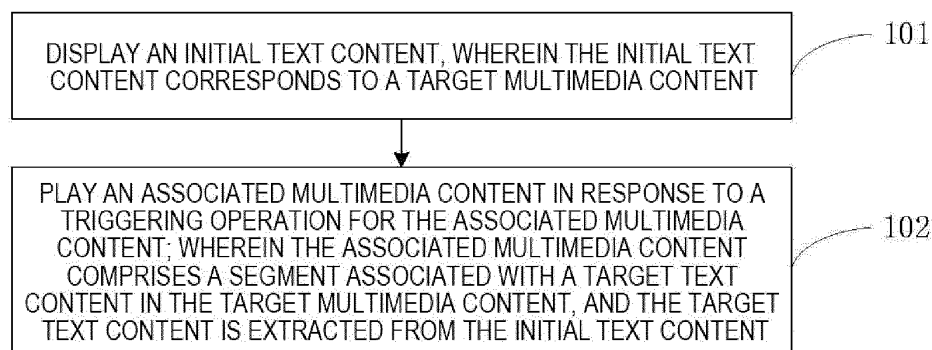 DISPLAY AN INITIAL TEXT CONTENT, WHEREIN THE INITIAL TEXT
CONTENT CORRESPONDS TO A TARGET MULTIMEDIA CONTENT
101
PLAY AN ASSOCIATED MULTIMEDIA CONTENT IN RESPONSE TO A
TRIGGERING OPERATION FOR THE ASSOCIATED MULTIMEDIA
CONTENT; WHEREIN THE ASSOCIATED MULTIMEDIA CONTENT
COMPRISES A SEGMENT ASSOCIATED WITH A TARGET TEXT
CONTENT IN THE TARGET MULTIMEDIA CONTENT, AND THE TARGET
TEXT CONTENT IS EXTRACTED FROM THE INITIAL TEXT CONTENT
102